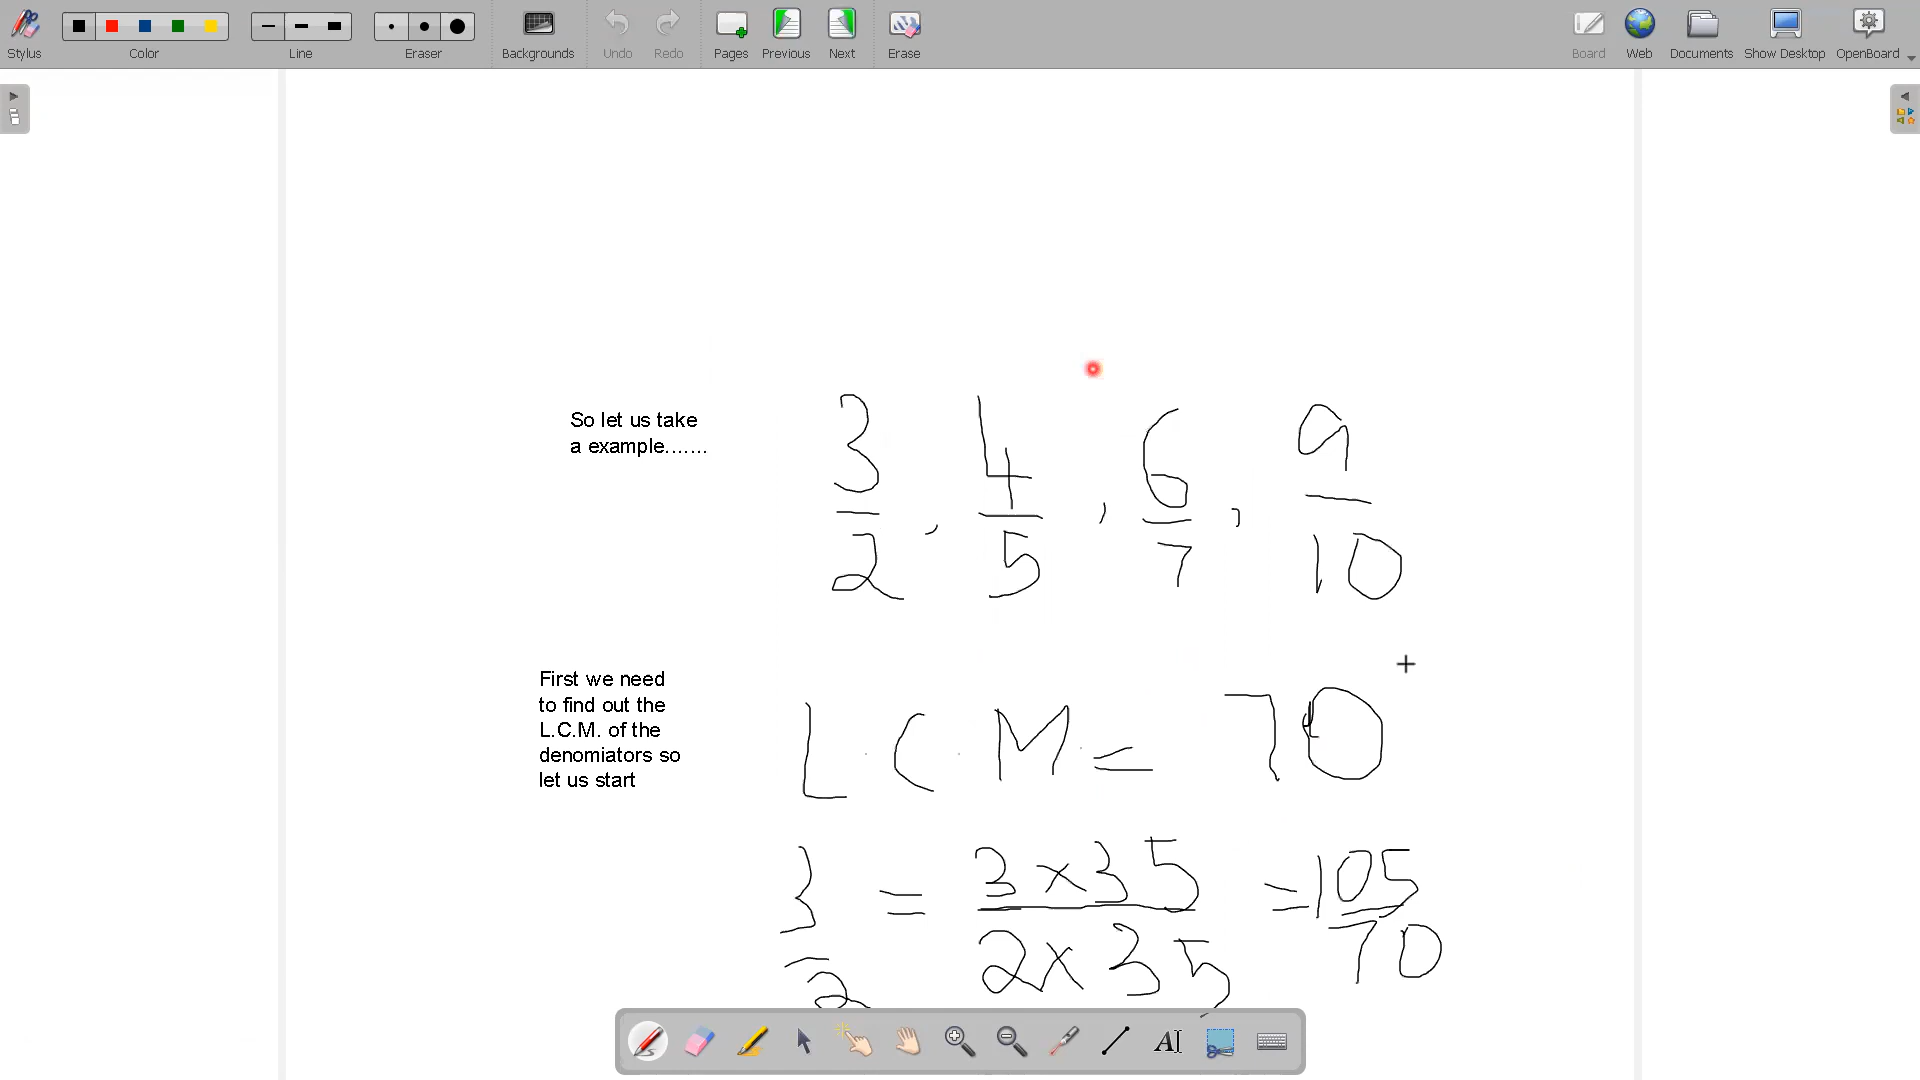 Stylus Color Line Eraser Backgrounds Undo Redo Pages Previous Next Erase Board Web Documents Show Desktop OpenBoard
So let us take
a example.......
3/2 , 4/5 , 6/7 , 9/10
First we need
to find out the
L.C.M. of the
denomiators so
let us start
L.C.M.= 70
3/2 = 3x35/2x35 = 105/70